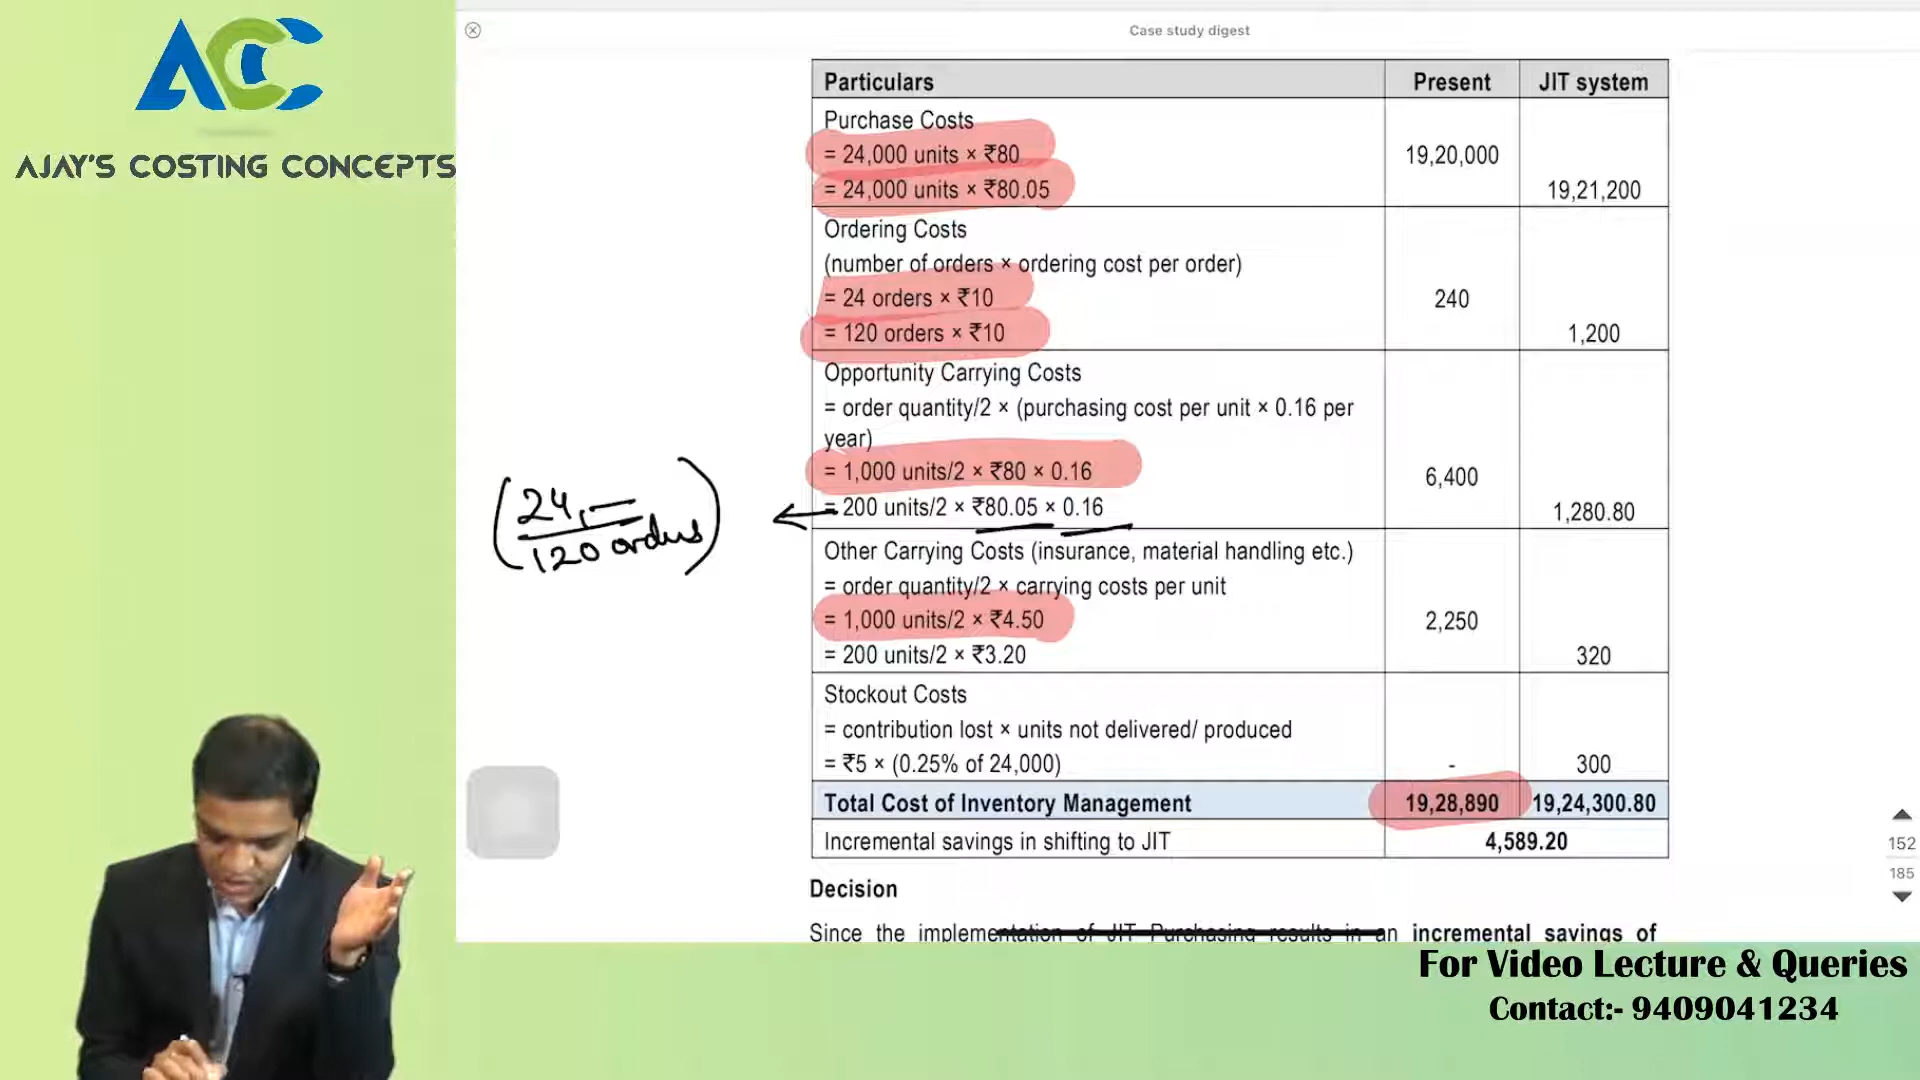 ACC
AJAY'S COSTING CONCEPTS
Case study digest
Particulars Present JIT system
Purchase Costs
= 24,000 units × ₹80 19,20,000
= 24,000 units × ₹80.05 19,21,200
Ordering Costs
(number of orders × ordering cost per order)
= 24 orders × ₹10 240
= 120 orders × ₹10 1,200
Opportunity Carrying Costs
= order quantity/2 × (purchasing cost per unit × 0.16 per
year)
= 1,000 units/2 × ₹80 × 0.16 6,400
= 200 units/2 × ₹80.05 × 0.16 1,280.80
(24,
120 orders)
Other Carrying Costs (insurance, material handling etc.)
= order quantity/2 × carrying costs per unit
= 1,000 units/2 × ₹4.50 2,250
= 200 units/2 × ₹3.20 320
Stockout Costs
= contribution lost × units not delivered/ produced
= ₹5 × (0.25% of 24,000) - 300
Total Cost of Inventory Management 19,28,890 19,24,300.80
Incremental savings in shifting to JIT 4,589.20
152
185
Decision
Since the implementation of JIT Purchasing results in an incremental savings of
For Video Lecture & Queries
Contact:- 9409041234